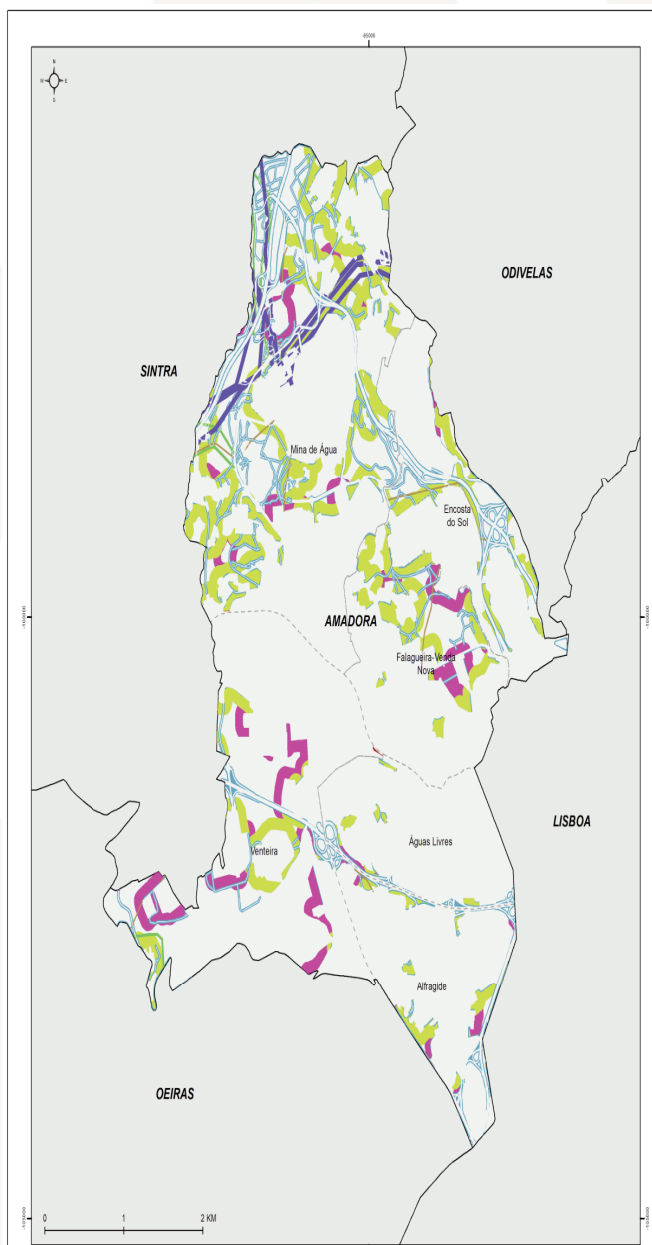 N
W E
S
ODIVELAS
SINTRA
Mina de Água
Encosta
do Sol
AMADORA
Falagueira-Venda
Nova
LISBOA
Águas Livres
Venteira
Alfragide
OEIRAS
0 1 2 KM